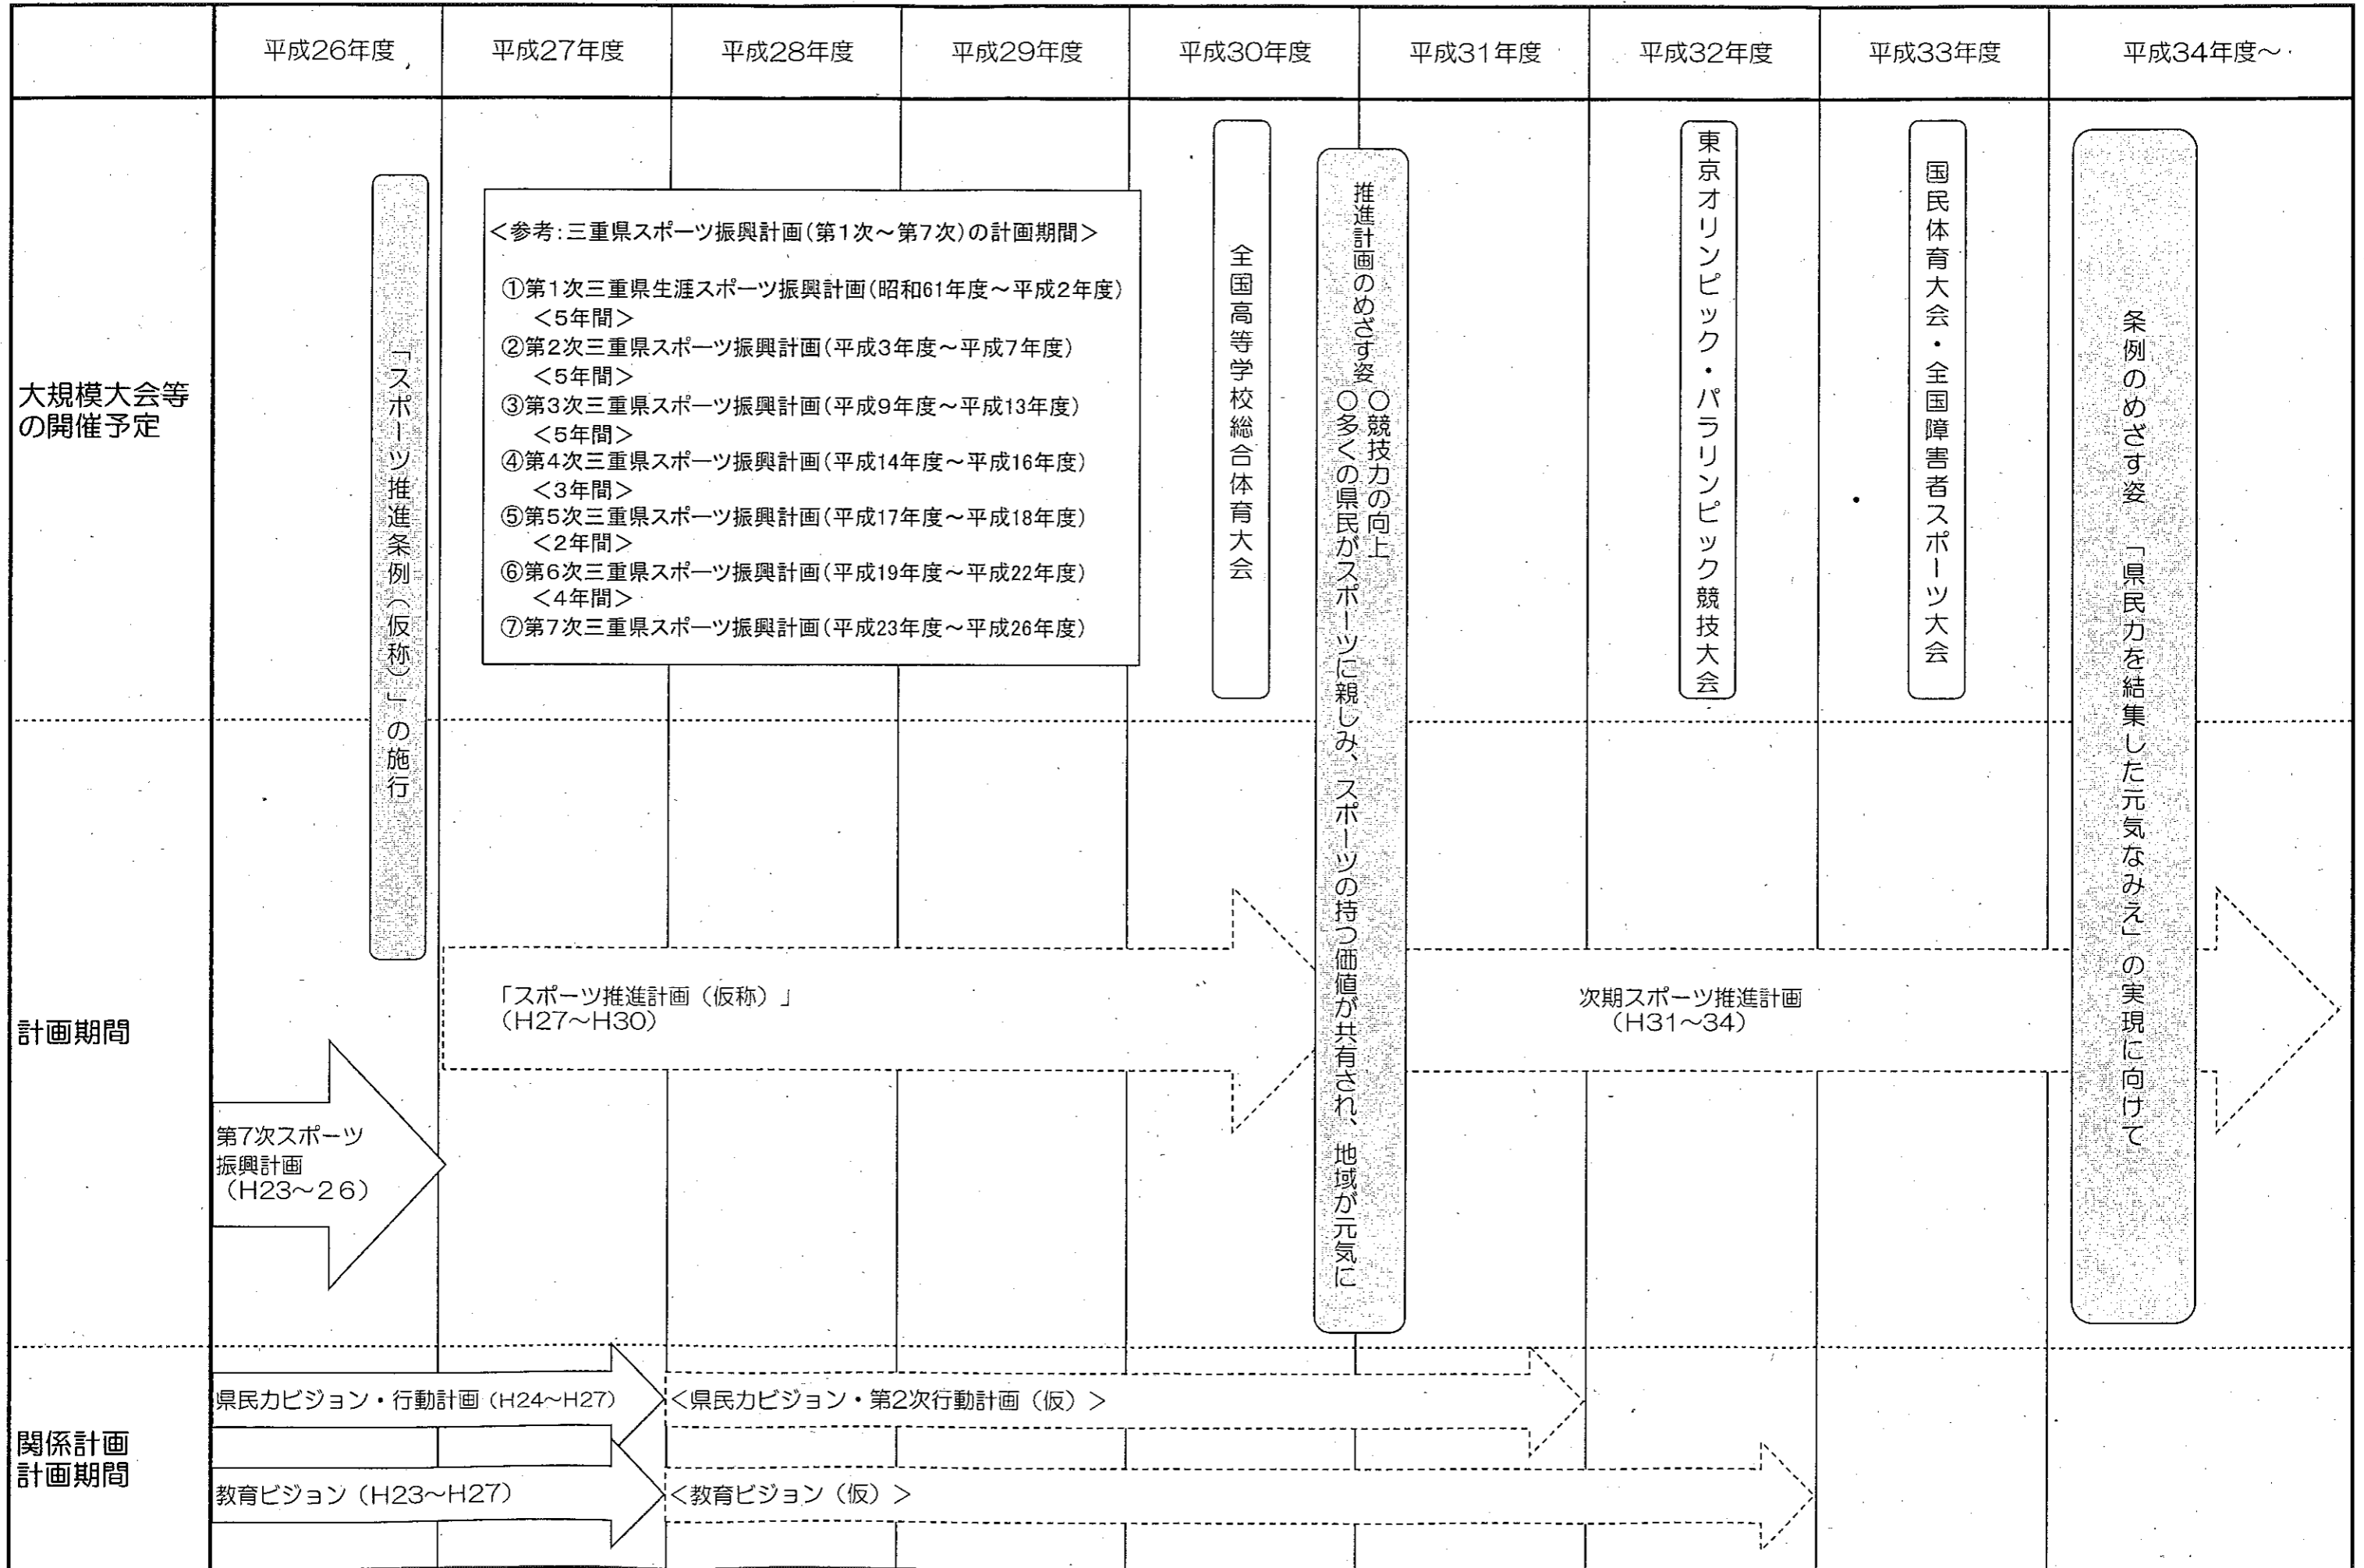 平成26年度
平成27年度
平成28年度
平成29年度
平成30年度
平成31年度
平成32年度
平成33年度
平成34年度～
大規模大会等
の開催予定
「スポーツ推進条例（仮称）」の施行
＜参考：三重県スポーツ振興計画（第1次～第7次）の計画期間＞
①第1次三重県生涯スポーツ振興計画（昭和61年度～平成2年度）
＜5年間＞
②第2次三重県スポーツ振興計画（平成3年度～平成7年度）
＜5年間＞
③第3次三重県スポーツ振興計画（平成9年度～平成13年度）
＜5年間＞
④第4次三重県スポーツ振興計画（平成14年度～平成16年度）
＜3年間＞
⑤第5次三重県スポーツ振興計画（平成17年度～平成18年度）
＜2年間＞
⑥第6次三重県スポーツ振興計画（平成19年度～平成22年度）
＜4年間＞
⑦第7次三重県スポーツ振興計画（平成23年度～平成26年度）
全国高等学校総合体育大会
推進計画のめざす姿 ○競技力の向上
○多くの県民がスポーツに親しみ、スポーツの持つ価値が共有され、地域が元気に
東京オリンピック・パラリンピック競技大会
国民体育大会・全国障害者スポーツ大会
条例のめざす姿 「県民力を結集した元気なみえ」の実現に向けて
計画期間
「スポーツ推進計画（仮称）」
（H27～H30）
次期スポーツ推進計画
（H31～34）
第7次スポーツ
振興計画
（H23～26）
関係計画
計画期間
県民力ビジョン・行動計画（H24～H27）
＜県民力ビジョン・第2次行動計画（仮）＞
教育ビジョン（H23～H27）
＜教育ビジョン（仮）＞